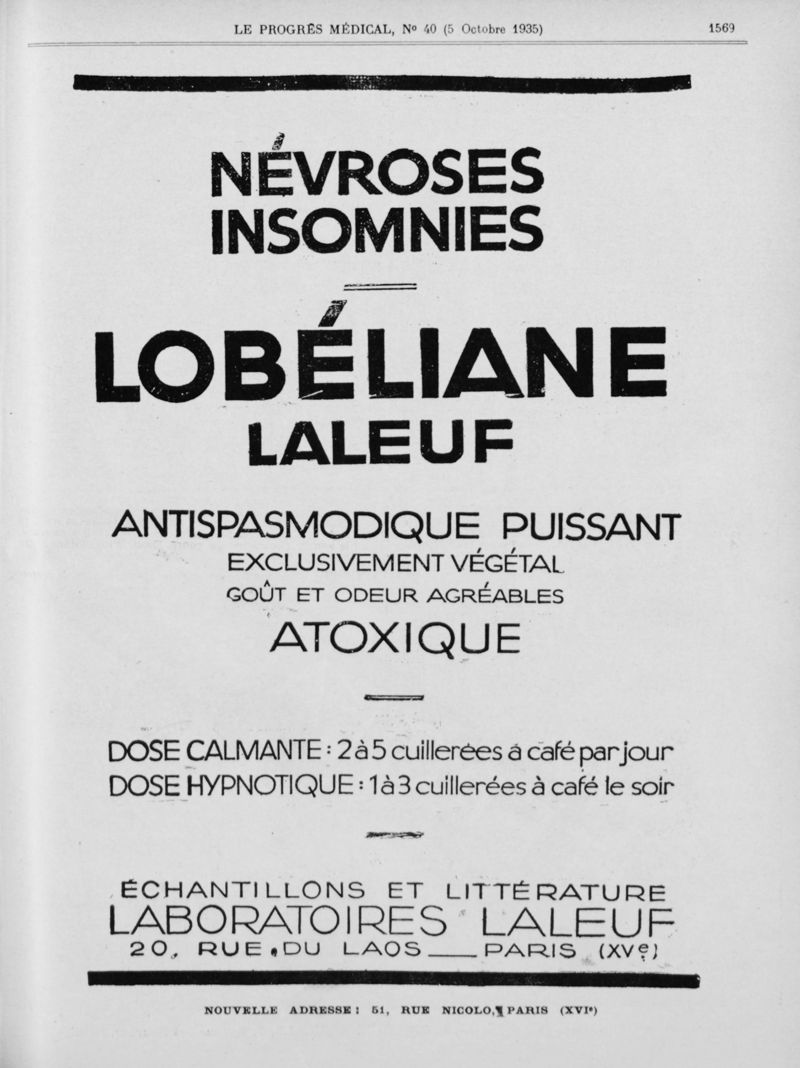 LE PROGRÈS MÉDICAL, No 40 (5 Octobre 1935) 1569
NÉVROSES
INSOMNIES
LOBÉLIANE
LALEUF
ANTISPASMODIQUE PUISSANT
EXCLUSIVEMENT VÉGÉTAL
GOÛT ET ODEUR AGRÉABLES
ATOXIQUE
DOSE CALMANTE : 2 à 5 cuillerées à café par jour
DOSE HYPNOTIQUE : 1 à 3 cuillerées à café le soir
ÉCHANTILLONS ET LITTÉRATURE
LABORATOIRES LALEUF
20, RUE DU LAOS __ PARIS (XVe)
NOUVELLE ADRESSE : 51, RUE NICOLO, PARIS (XVIe)